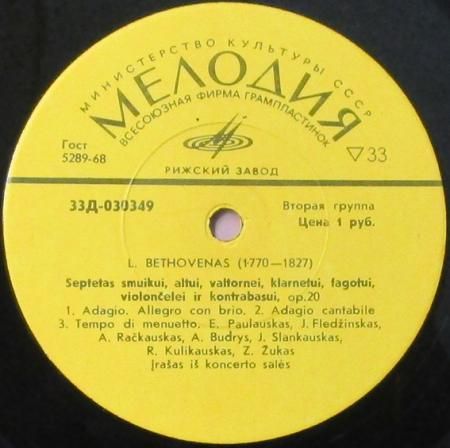 МИНИСТЕРСТВО КУЛЬТУРЫ СССР
МЕЛОДИЯ
ВСЕСОЮЗНАЯ ФИРМА ГРАМПЛАСТИНОК
Гост
5289-68
▽33
РИЖСКИЙ ЗАВОД
33Д-030349
Вторая группа
Цена 1 руб.
L. BETHOVENAS (1770—1827)
Septetas smuikui, altui, valtornei, klarnetui, fagotui,
violončelei ir kontrabasui, op.20
1. Adagio. Allegro con brio. 2. Adagio cantabile
3. Tempo di menuetto. E. Paulauskas, J. Fledžinskas,
A. Račkauskas, A. Budrys, J. Slankauskas,
R. Kulikauskas, Z. Žukas
Įrašas iš koncerto salės